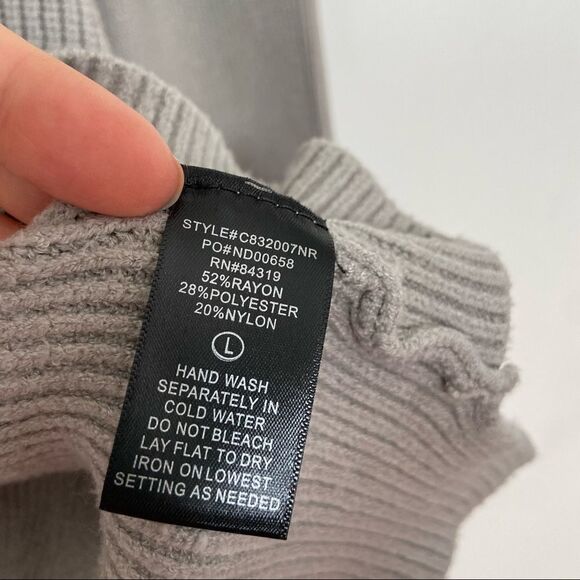 STYLE#C832007NR
PO#ND00658
RN#84319
52%RAYON
28%POLYESTER
20%NYLON
L
HAND WASH
SEPARATELY IN
COLD WATER
DO NOT BLEACH
LAY FLAT TO DRY
IRON ON LOWEST
SETTING AS NEEDED